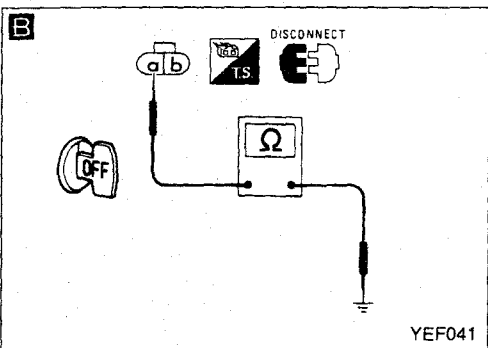 B
DISCONNECT
a b
T.S.
OFF
Ω
YEF041